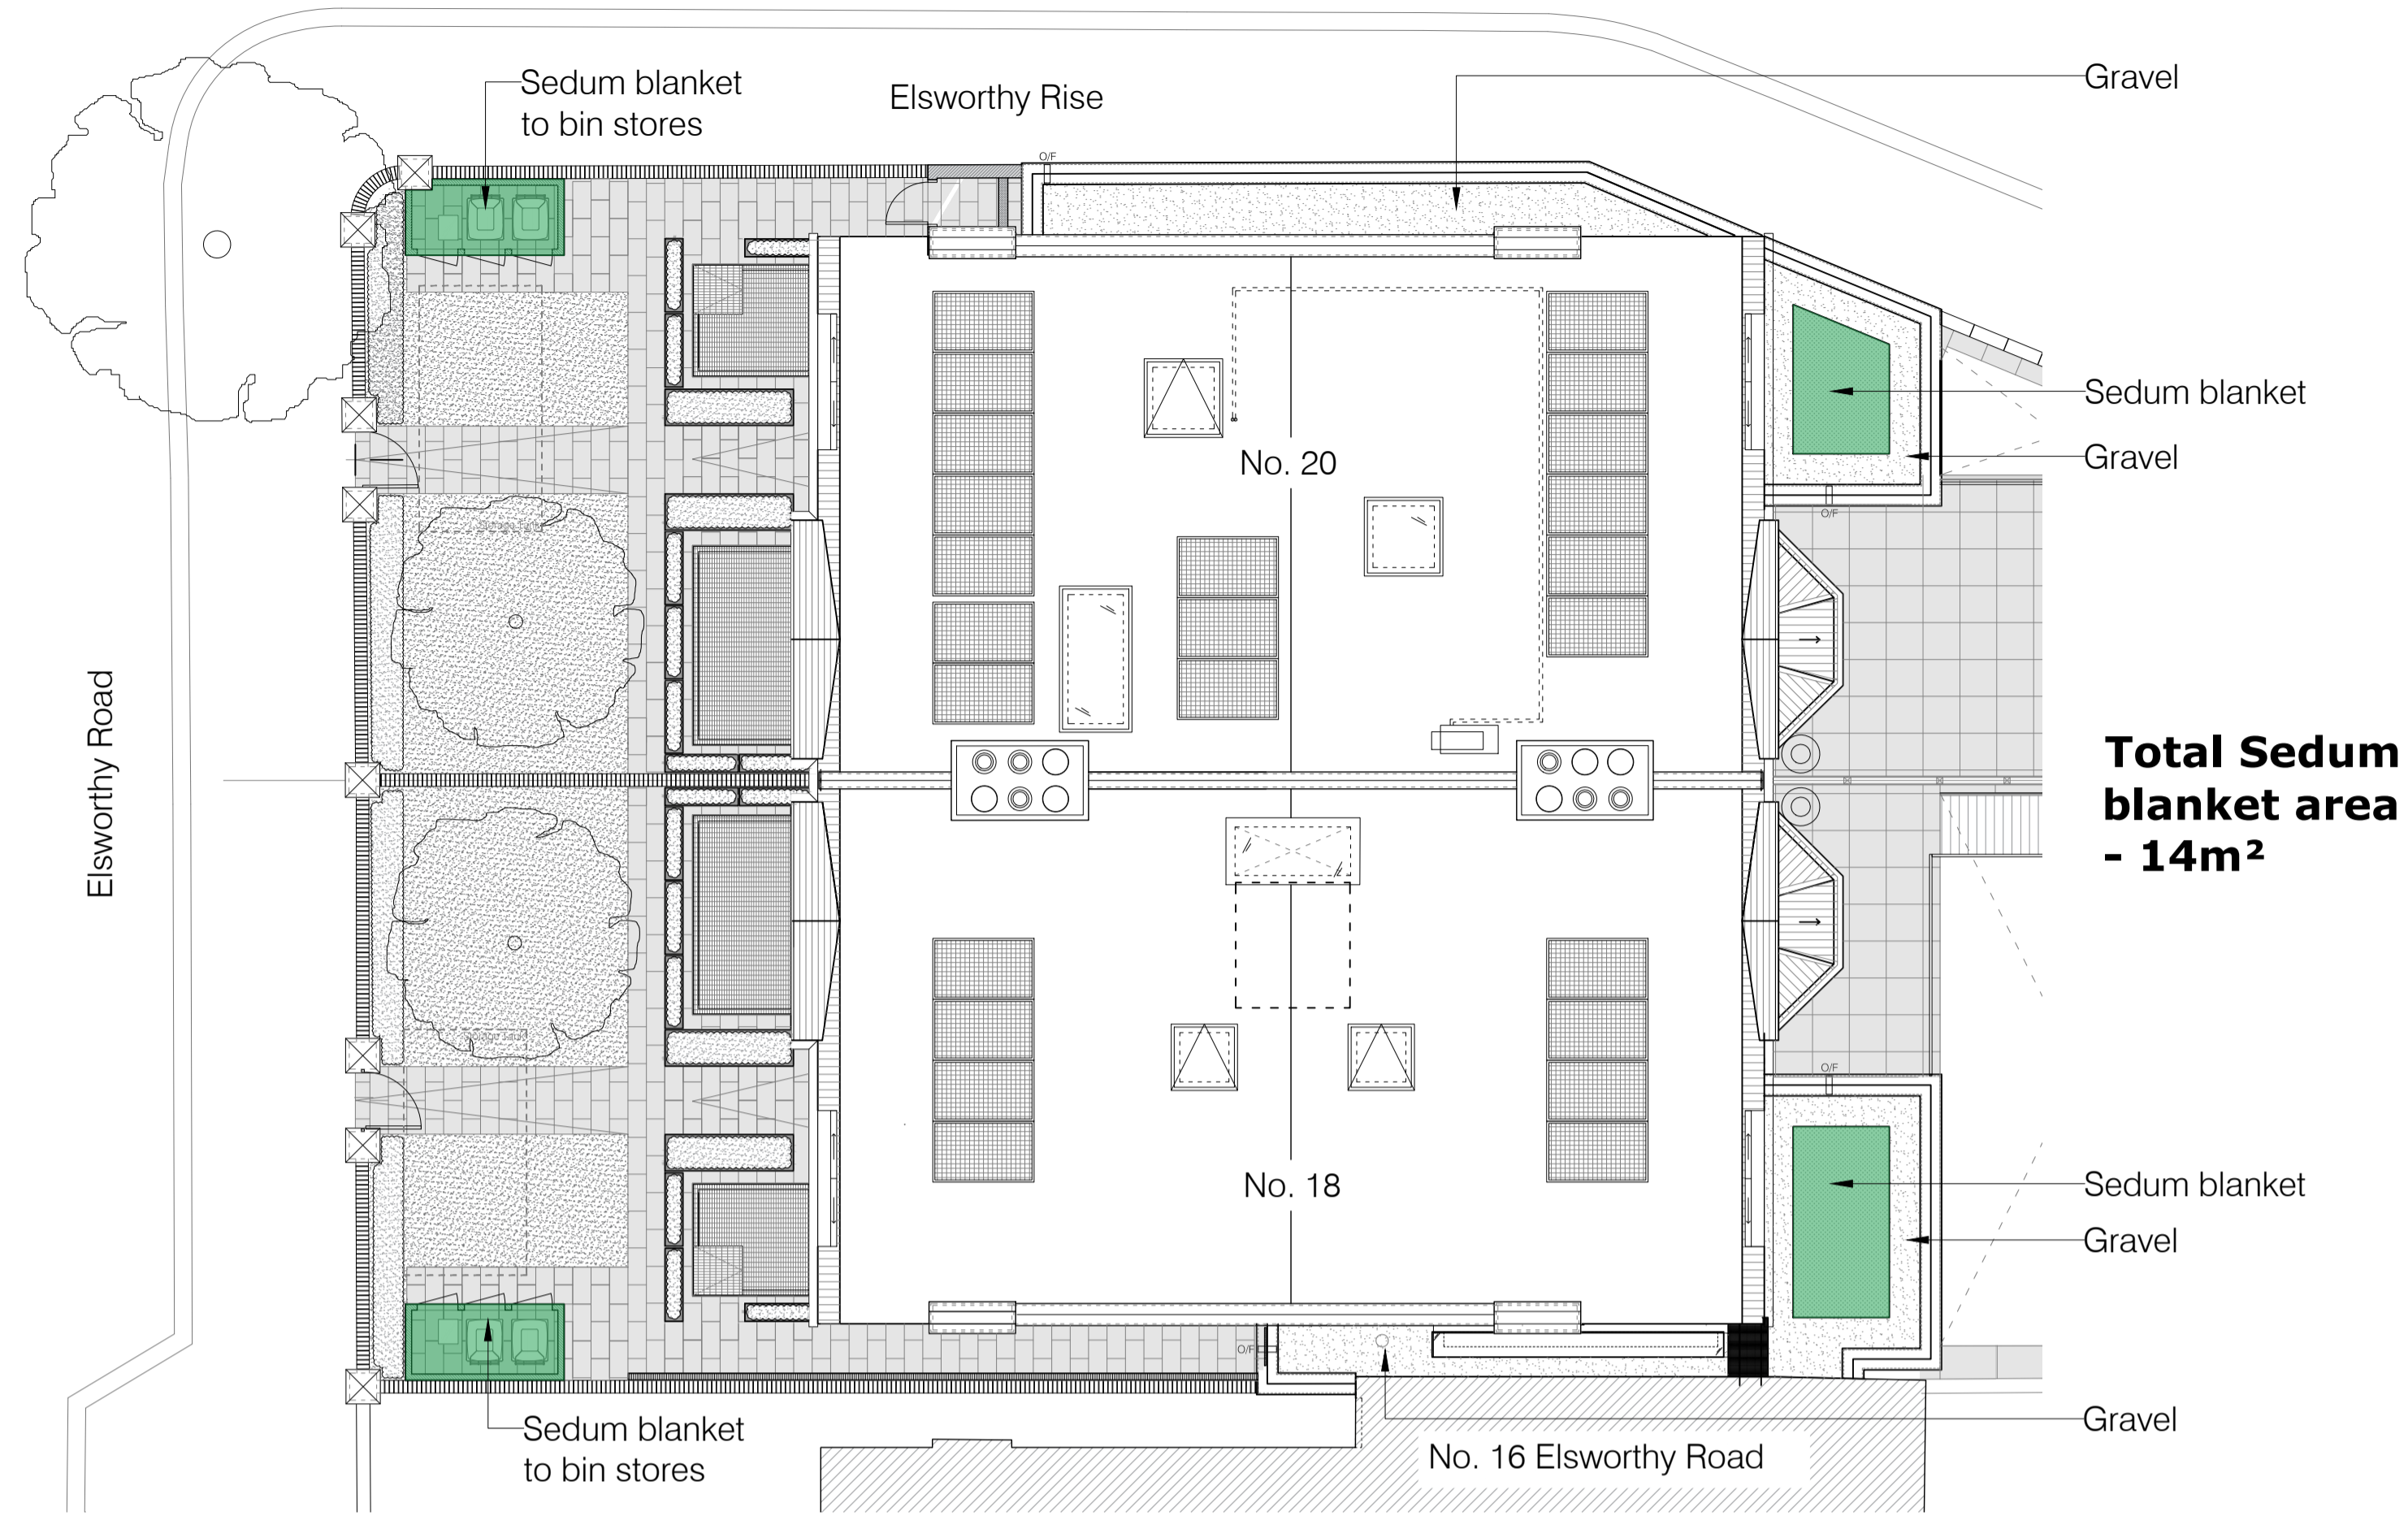 Sedum blanket
to bin stores
Elsworthy Rise
Gravel
O/F
Sedum blanket
No. 20
Gravel
O/F
Elsworthy Road
Total Sedum
blanket area
- 14m²
O/F
No. 18
Sedum blanket
Gravel
O/F
Sedum blanket
to bin stores
Gravel
No. 16 Elsworthy Road